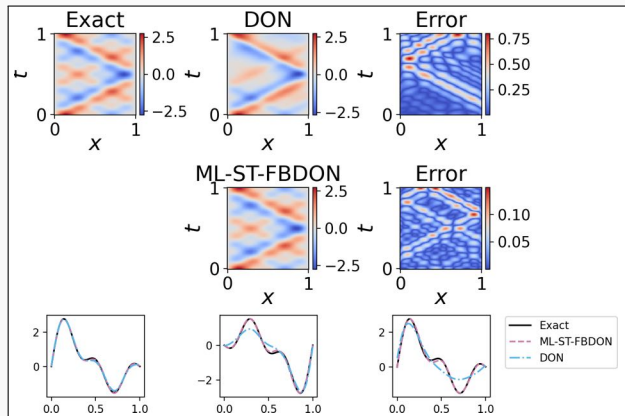 Exact DON Error
1 2.5 1 2.5 0.75
t 0.0 t 0.0 0.50
0 −2.5 0 −2.5 0.25
0 1 0 1 0 1
x x x
ML-ST-FBDON Error
1 2.5 1
t 0.0 t 0.10
0 −2.5 0 0.05
0 1 0 1
x x
2 0 0.0 0.5 1.0
0 −2 0.0 0.5 1.0
2 0 0.0 0.5 1.0
Exact
ML-ST-FBDON
DON